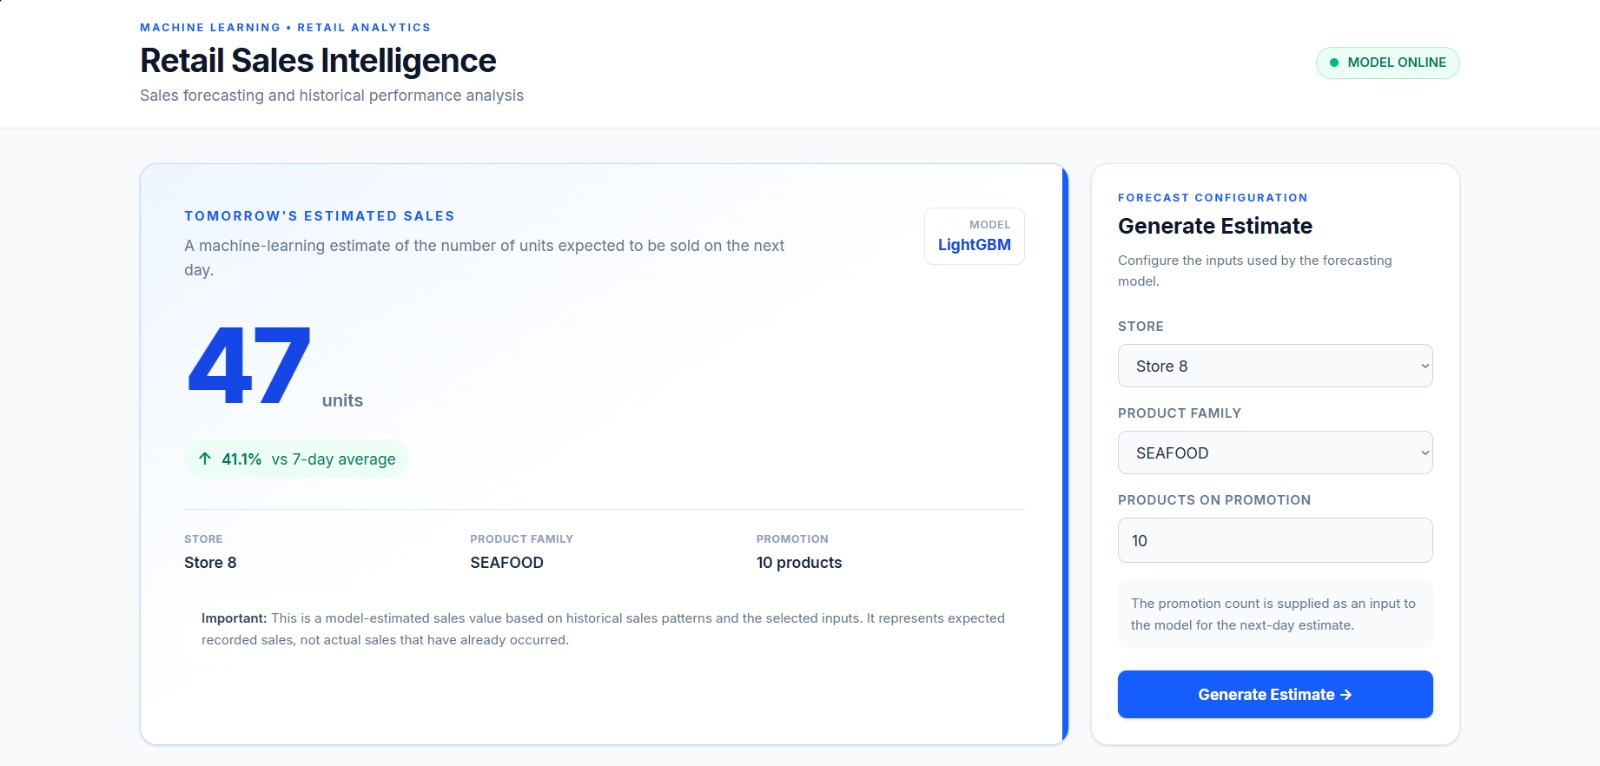 MACHINE LEARNING • RETAIL ANALYTICS
Retail Sales Intelligence
Sales forecasting and historical performance analysis
MODEL ONLINE
TOMORROW'S ESTIMATED SALES
A machine-learning estimate of the number of units expected to be sold on the next
day.
MODEL
LightGBM
47 units
↑ 41.1% vs 7-day average
STORE
Store 8
PRODUCT FAMILY
SEAFOOD
PROMOTION
10 products
Important: This is a model-estimated sales value based on historical sales patterns and the selected inputs. It represents expected
recorded sales, not actual sales that have already occurred.
FORECAST CONFIGURATION
Generate Estimate
Configure the inputs used by the forecasting
model.
STORE
Store 8
PRODUCT FAMILY
SEAFOOD
PRODUCTS ON PROMOTION
10
The promotion count is supplied as an input to
the model for the next-day estimate.
Generate Estimate →